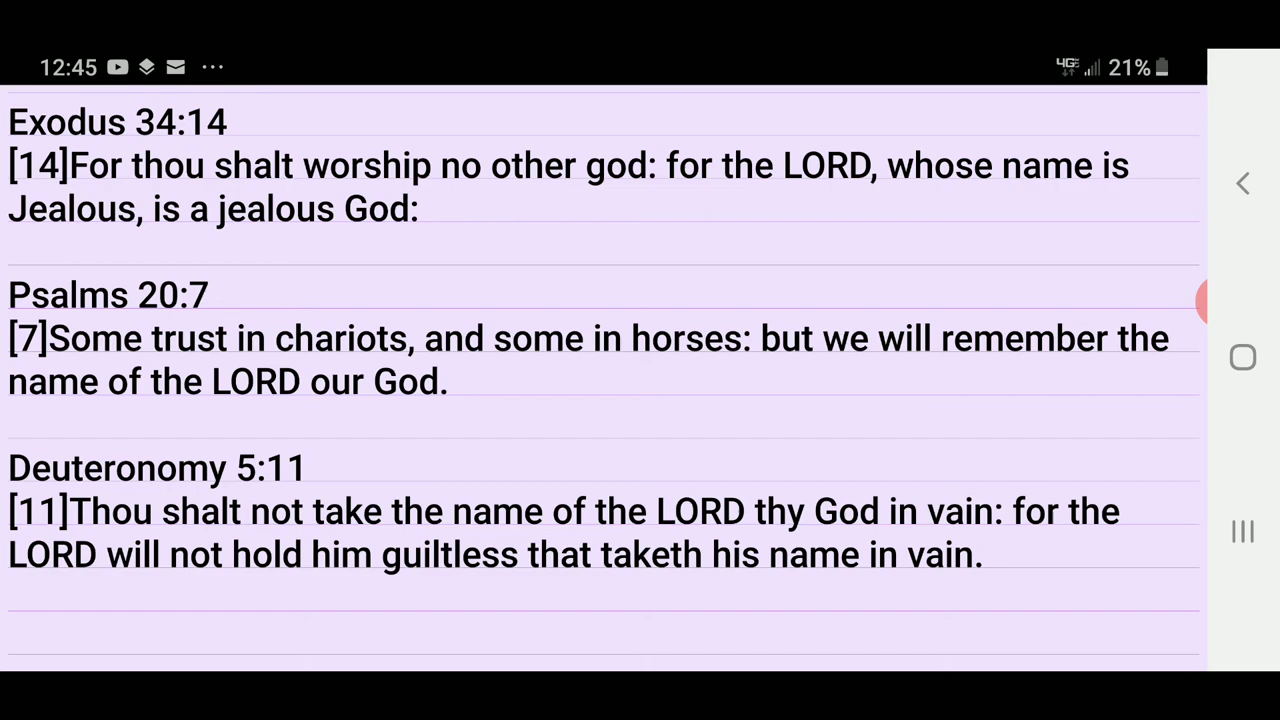 12:45 ... 4G 21%
Exodus 34:14
[14]For thou shalt worship no other god: for the LORD, whose name is
Jealous, is a jealous God:
Psalms 20:7
[7]Some trust in chariots, and some in horses: but we will remember the
name of the LORD our God.
Deuteronomy 5:11
[11]Thou shalt not take the name of the LORD thy God in vain: for the
LORD will not hold him guiltless that taketh his name in vain.